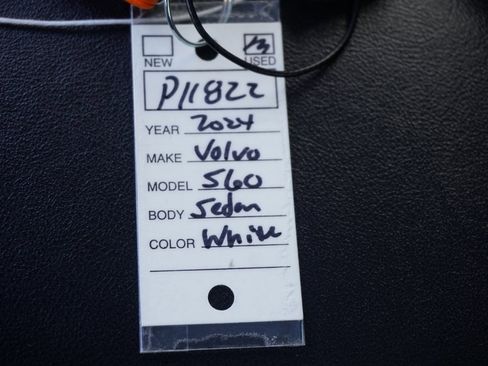 NEW USED
P11822
YEAR 2024
MAKE Volvo
MODEL S60
BODY Sedan
COLOR White